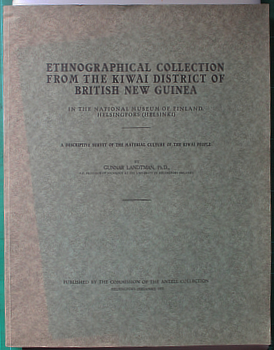 ETHNOGRAPHICAL COLLECTION
FROM THE KIWAI DISTRICT OF
BRITISH NEW GUINEA
IN THE NATIONAL MUSEUM OF FINLAND,
HELSINGFORS (HELSINKI)
A DESCRIPTIVE SURVEY OF THE MATERIAL CULTURE OF THE KIWAI PEOPLE
BY
GUNNAR LANDTMAN, PH.D.,
PUBLISHED BY THE COMMISSION OF THE ANTELL COLLECTION